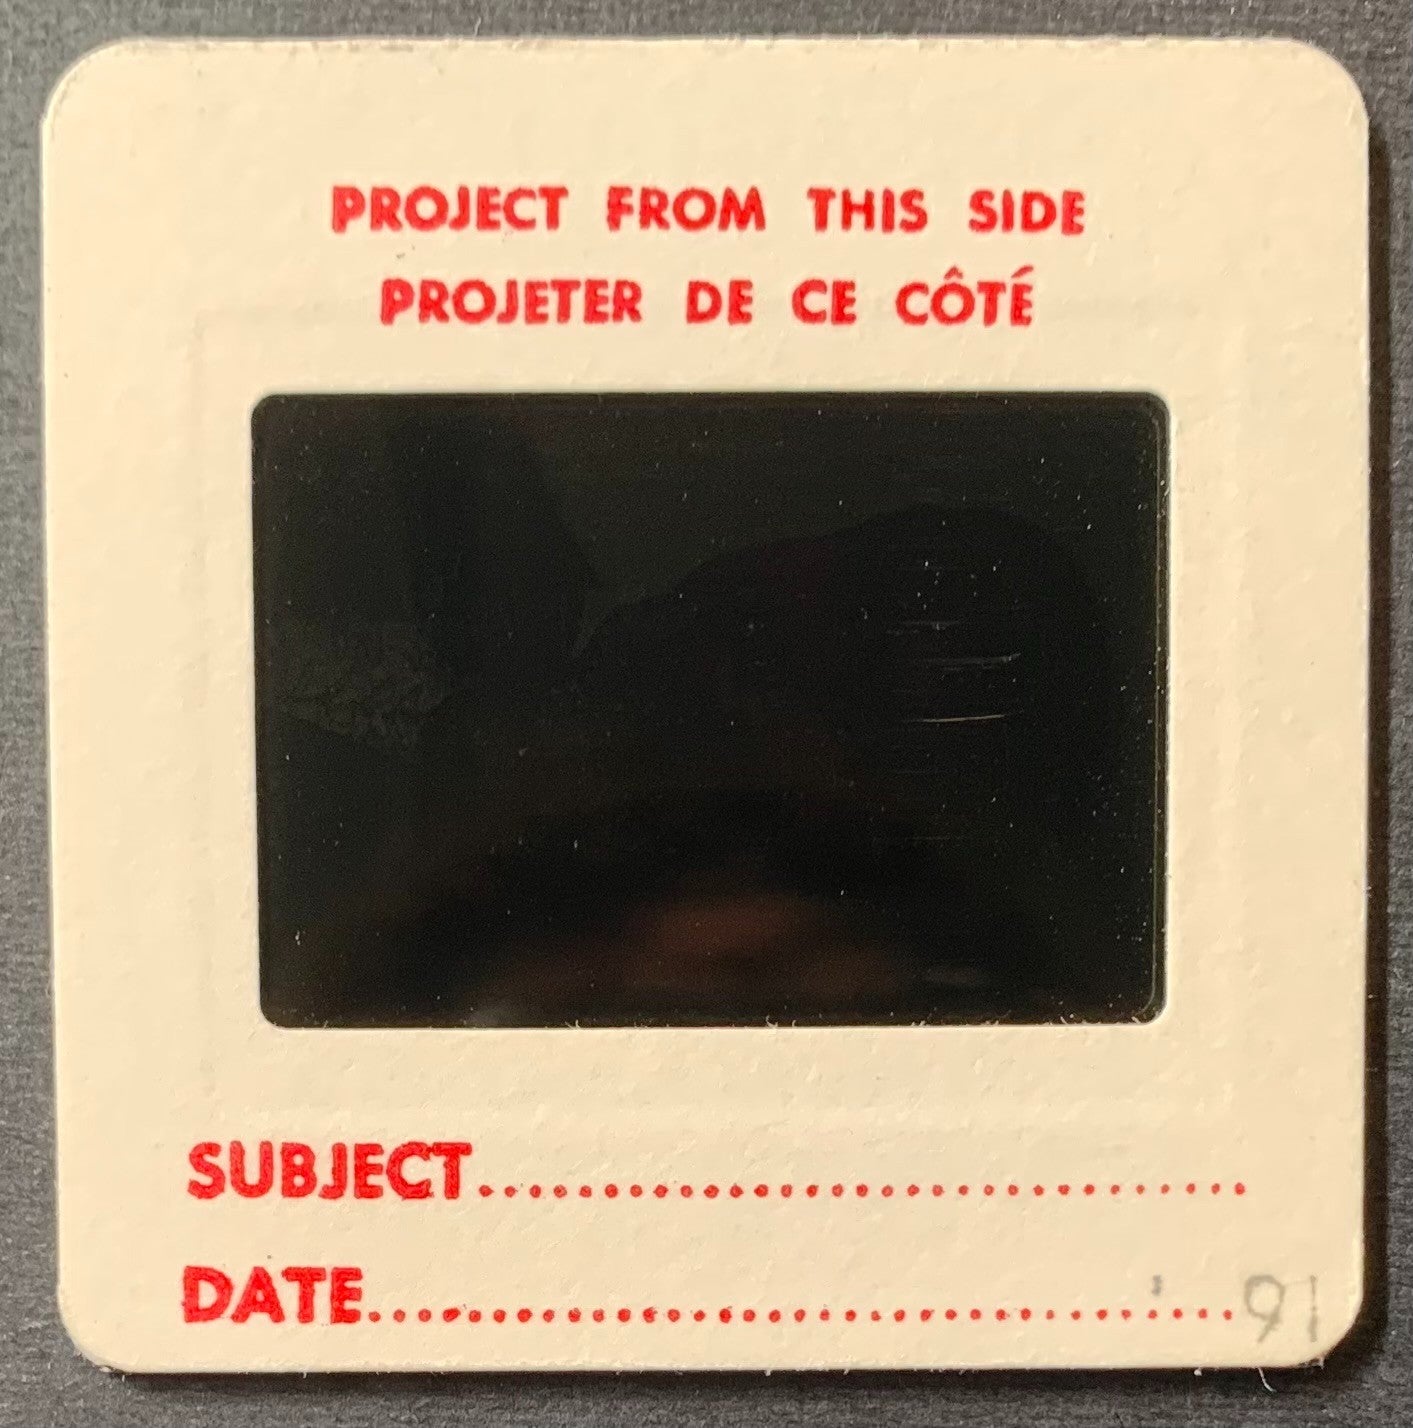 PROJECT FROM THIS SIDE
PROJETER DE CE CÔTÉ
SUBJECT..............................
DATE..................................'91